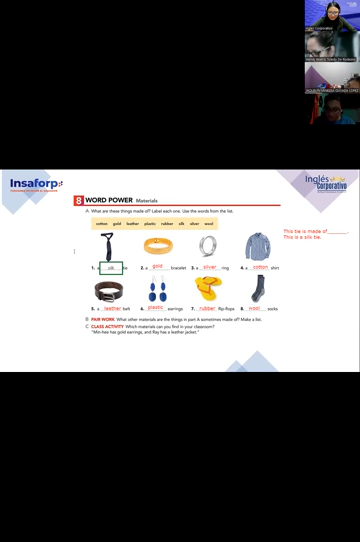 Inglés Corporativo
Insaforp
Inglés
Corporativo
8 WORD POWER Materials
A What are these things made of? Label each one. Use the words from the list.
cotton gold leather plastic rubber silk silver wool
This tie is made of_______.
This is a silk tie.
1. a silk tie
2. a gold bracelet
3. a silver ring
4. a cotton shirt
5. a leather belt
6. plastic earrings
7. rubber flip-flops
8. wool socks
B PAIR WORK What other materials are the things in part A sometimes made of? Make a list.
C CLASS ACTIVITY Which materials can you find in your classroom?
"Min-hee has gold earrings, and Ray has a leather jacket."